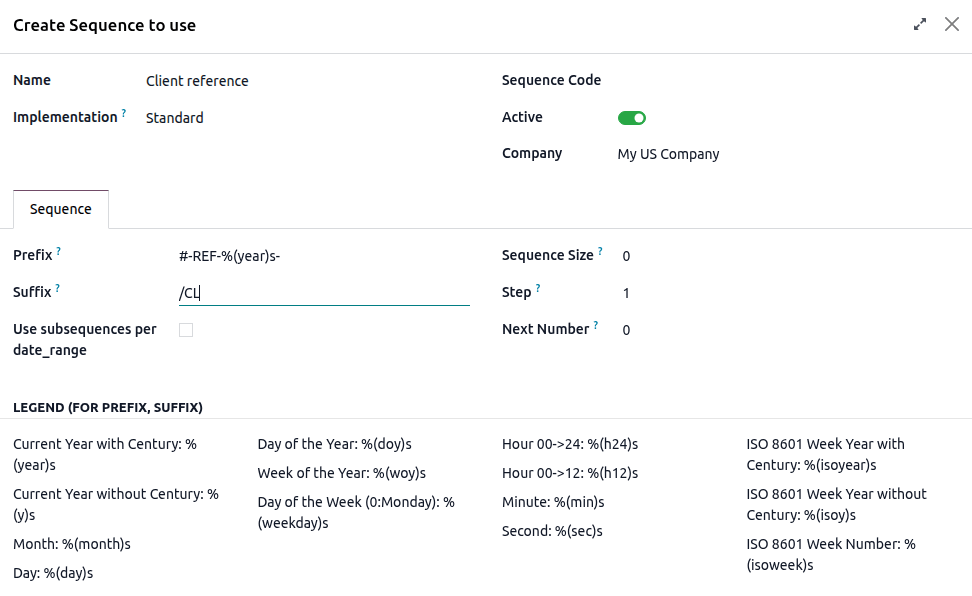 Create Sequence to use
Name Client reference
Sequence Code
Implementation ? Standard
Active
Company My US Company
Sequence
Prefix ? #-REF-%(year)s-
Sequence Size ? 0
Suffix ? /CL
Step ? 1
Use subsequences per
date_range
Next Number ? 0
LEGEND (FOR PREFIX, SUFFIX)
Current Year with Century: %
(year)s
Current Year without Century: %
(y)s
Month: %(month)s
Day: %(day)s
Day of the Year: %(doy)s
Week of the Year: %(woy)s
Day of the Week (0:Monday): %
(weekday)s
Hour 00->24: %(h24)s
Hour 00->12: %(h12)s
Minute: %(min)s
Second: %(sec)s
ISO 8601 Week Year with
Century: %(isoyear)s
ISO 8601 Week Year without
Century: %(isoy)s
ISO 8601 Week Number: %
(isoweek)s